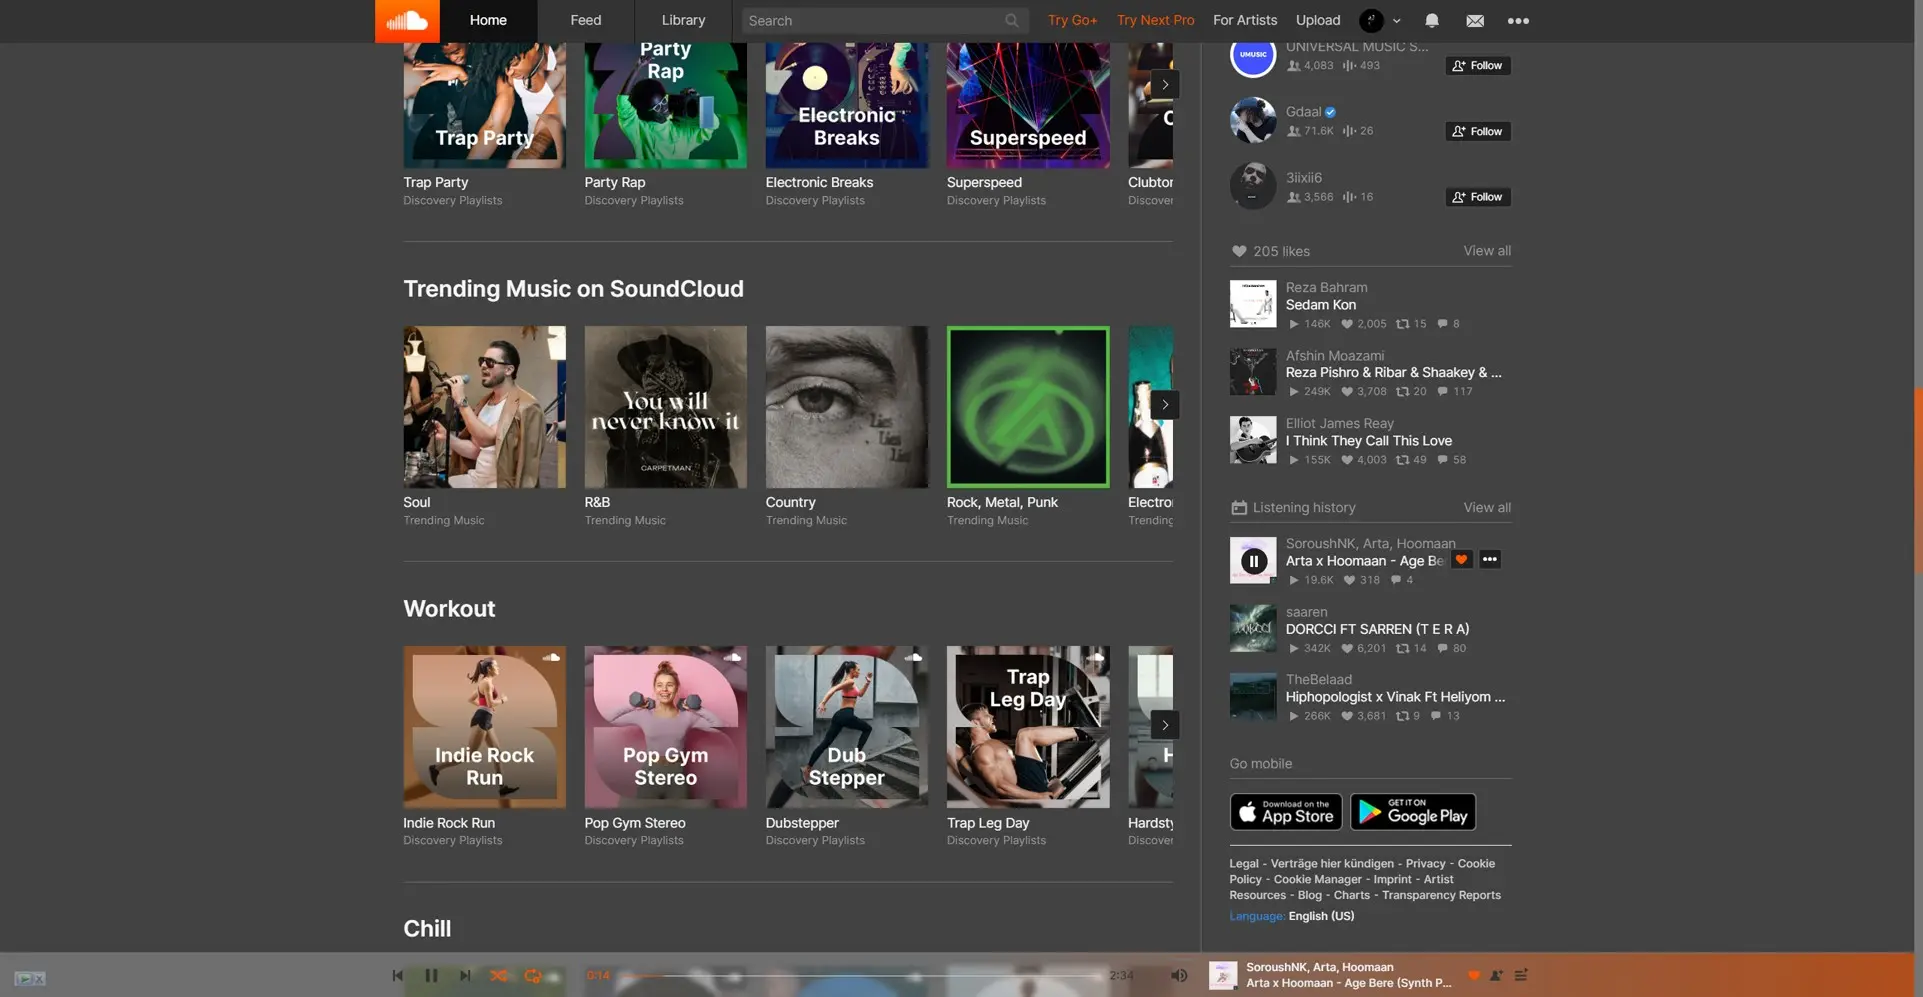 Home
Feed
Library
Search
Try Go+
Try Next Pro
For Artists
Upload
Party
Rap
Trap Party
Electronic
Breaks
Superspeed
C
Trap Party
Discovery Playlists
Party Rap
Discovery Playlists
Electronic Breaks
Discovery Playlists
Superspeed
Discovery Playlists
Clubton
Discover
Trending Music on SoundCloud
You will
never know it
CARPETMAN
Lies
Lies
Lies
Soul
Trending Music
R&B
Trending Music
Country
Trending Music
Rock, Metal, Punk
Trending Music
Electro
Trending
Workout
Indie Rock
Run
Pop Gym
Stereo
Dub
Stepper
Trap
Leg Day
H
Indie Rock Run
Discovery Playlists
Pop Gym Stereo
Discovery Playlists
Dubstepper
Discovery Playlists
Trap Leg Day
Discovery Playlists
Hardsty
Discover
Chill
UMUSIC
UNIVERSAL MUSIC S...
4,083 493
Follow
Gdaal
71.6K 26
Follow
3iixii6
3,566 16
Follow
205 likes
View all
Reza Bahram
Sedam Kon
146K 2,005 15 8
Afshin Moazami
Reza Pishro & Ribar & Shaakey & ...
249K 3,708 20 117
Elliot James Reay
I Think They Call This Love
155K 4,003 49 58
Listening history
View all
SoroushNK, Arta, Hoomaan
Arta x Hoomaan - Age Be
19.6K 318 4
saaren
DORCCI FT SARREN (T E R A)
342K 6,201 14 80
TheBelaad
Hiphopologist x Vinak Ft Heliyom ...
266K 3,681 9 13
Go mobile
Download on the
App Store
GET IT ON
Google Play
Legal - Verträge hier kündigen - Privacy - Cookie
Policy - Cookie Manager - Imprint - Artist
Resources - Blog - Charts - Transparency Reports
Language: English (US)
0:14
2:34
SoroushNK, Arta, Hoomaan
Arta x Hoomaan - Age Bere (Synth P...